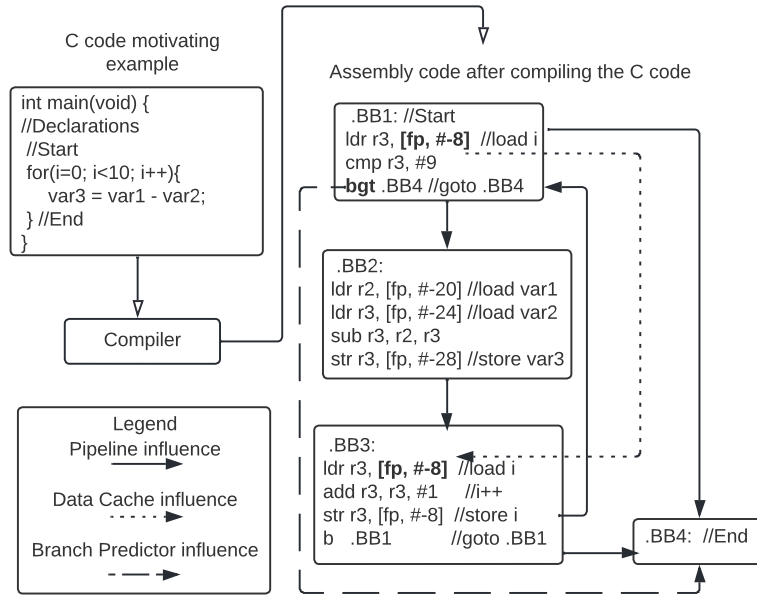 C code motivating
example
int main(void) {
//Declarations
//Start
for(i=0; i<10; i++){
var3 = var1 - var2;
} //End
}
Compiler
Legend
Pipeline influence
Data Cache influence
Branch Predictor influence
Assembly code after compiling the C code
.BB1: //Start
ldr r3, [fp, #-8] //load i
cmp r3, #9
bgt .BB4 //goto .BB4
.BB2:
ldr r2, [fp, #-20] //load var1
ldr r3, [fp, #-24] //load var2
sub r3, r2, r3
str r3, [fp, #-28] //store var3
.BB3:
ldr r3, [fp, #-8] //load i
add r3, r3, #1 //i++
str r3, [fp, #-8] //store i
b .BB1 //goto .BB1
.BB4: //End